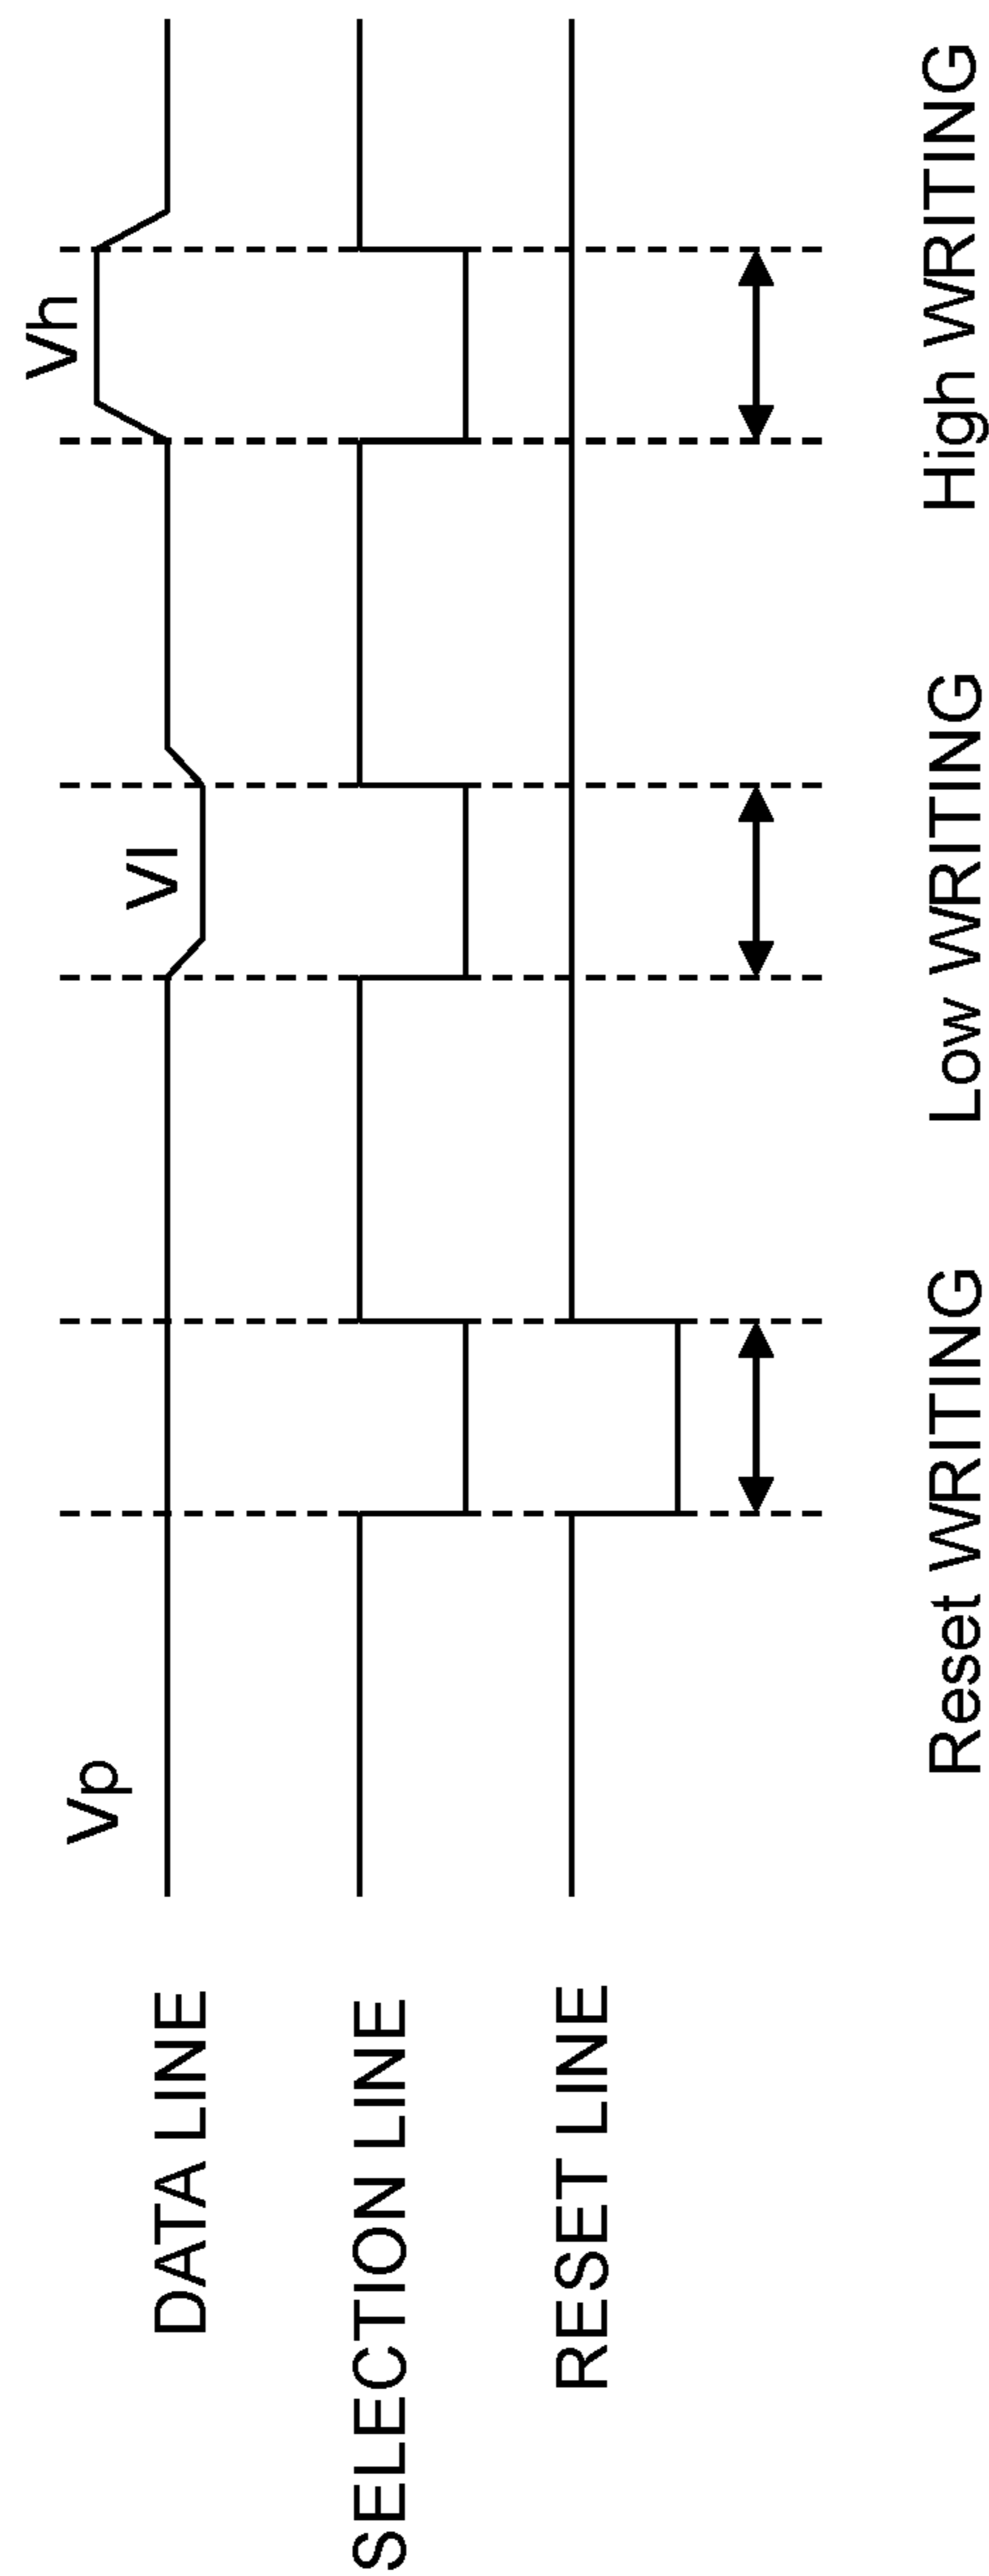 Vp
Vl
Vh
DATA LINE
SELECTION LINE
RESET LINE
Reset WRITING
Low WRITING
High WRITING